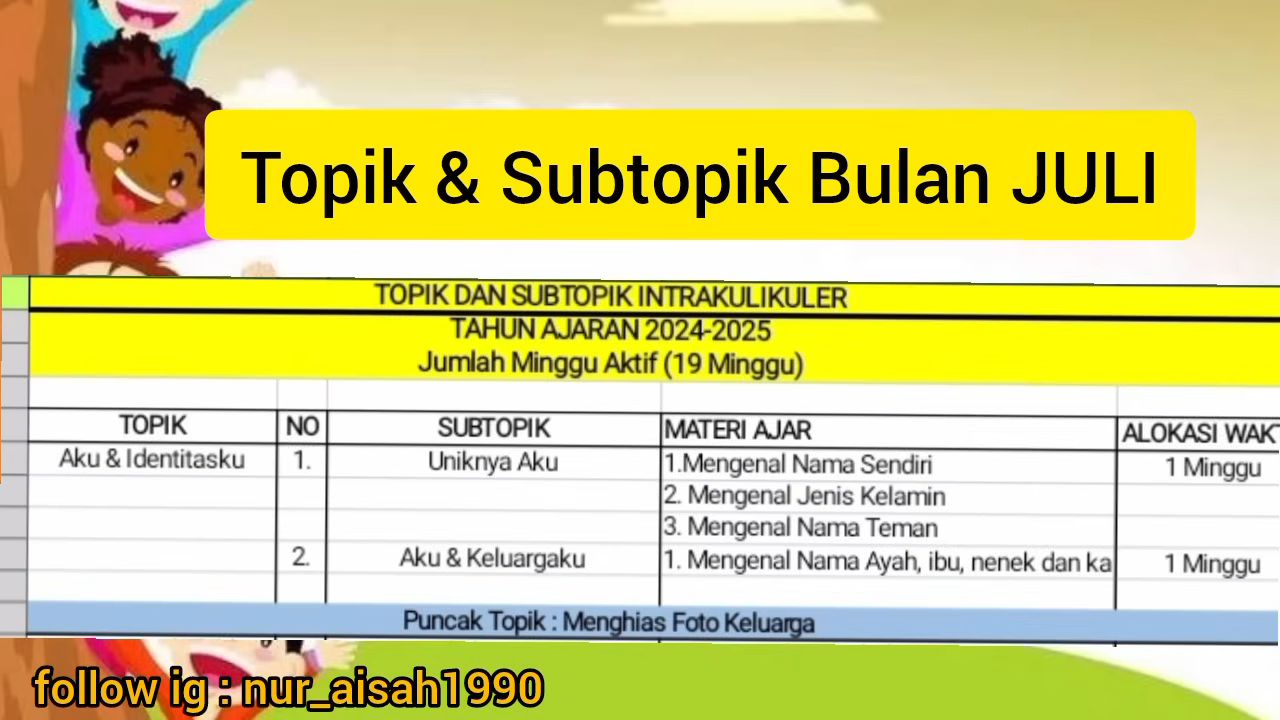 Topik & Subtopik Bulan JULI
TOPIK DAN SUBTOPIK INTRAKULIKULER
TAHUN AJARAN 2024-2025
Jumlah Minggu Aktif (19 Minggu)
TOPIK NO SUBTOPIK MATERI AJAR ALOKASI WAKT
Aku & Identitasku 1. Uniknya Aku 1.Mengenal Nama Sendiri 1 Minggu
2. Mengenal Jenis Kelamin
3. Mengenal Nama Teman
2. Aku & Keluargaku 1. Mengenal Nama Ayah, ibu, nenek dan ka 1 Minggu
Puncak Topik : Menghias Foto Keluarga
follow ig : nur_aisah1990